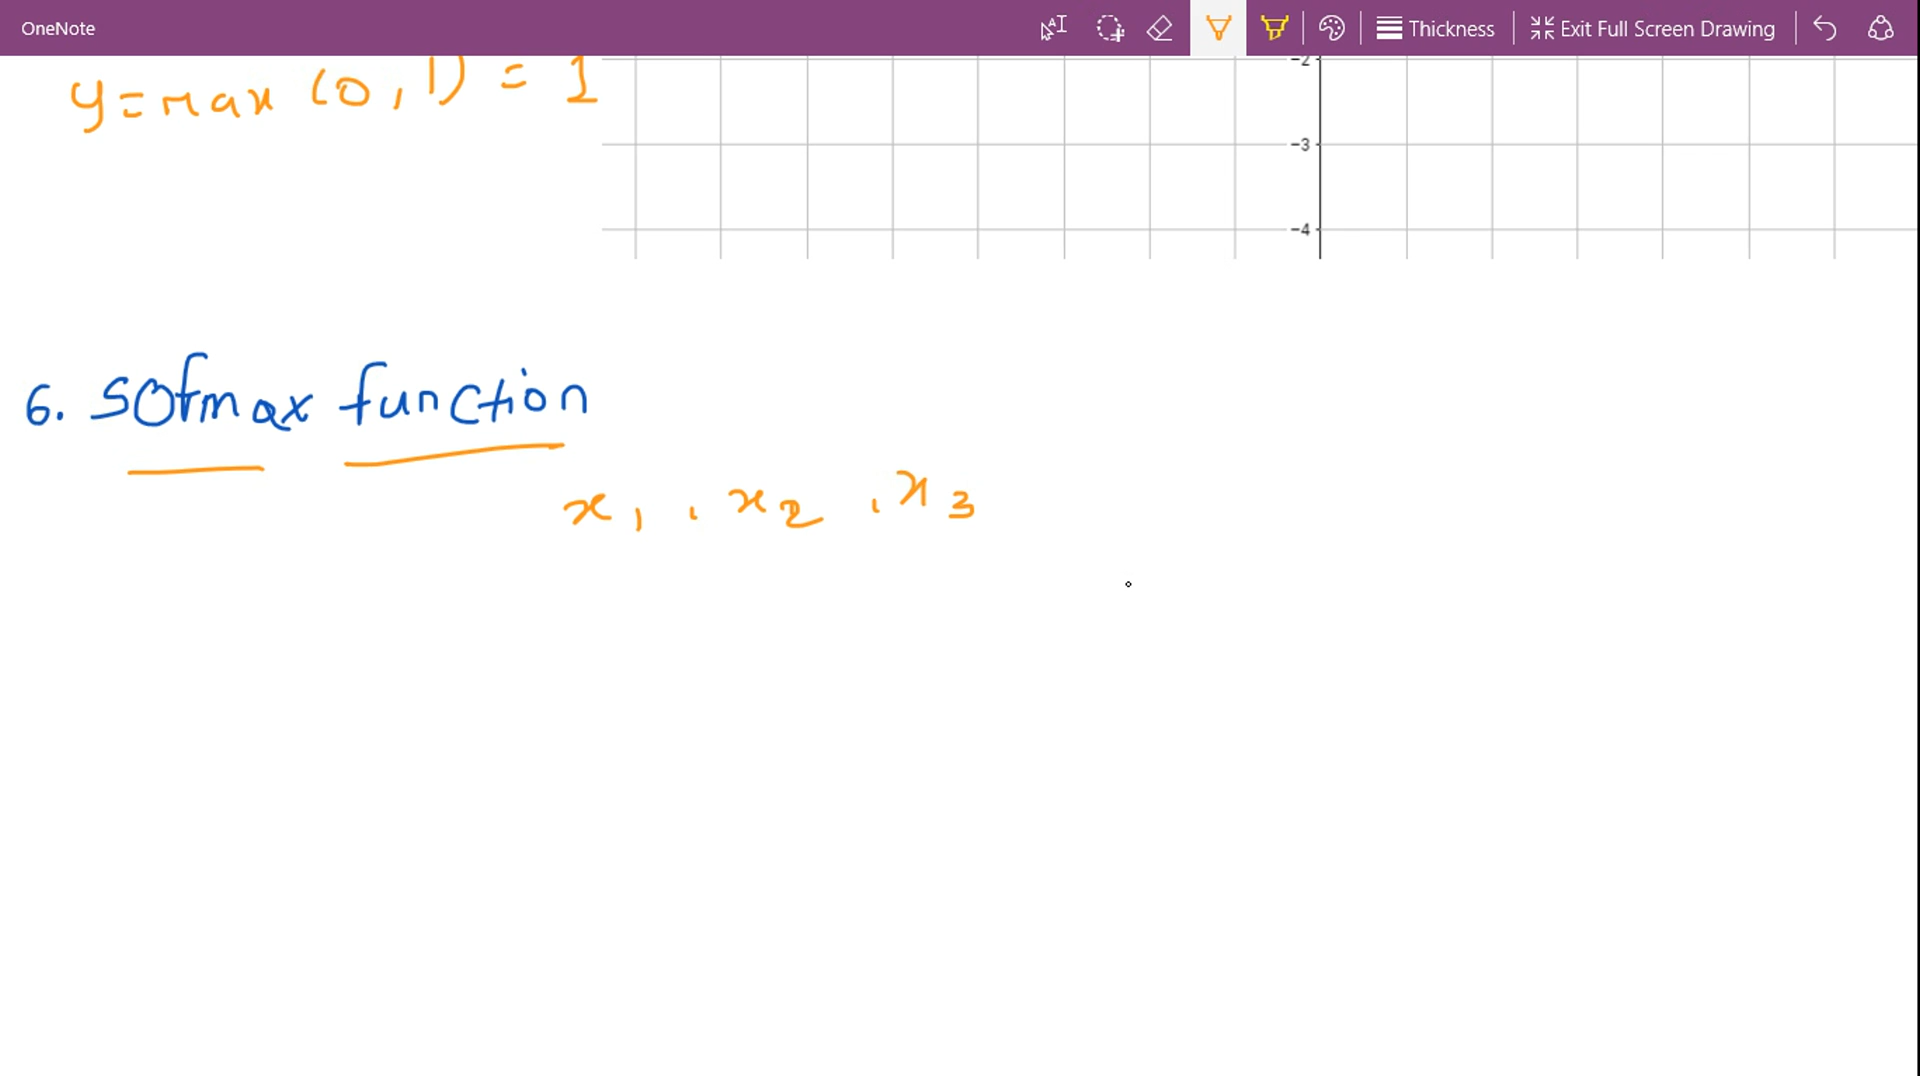 OneNote
Thickness
Exit Full Screen Drawing
y=max (0,1) = 1
-2
-3
-4
6. Sofmax function
x1, x2, x3